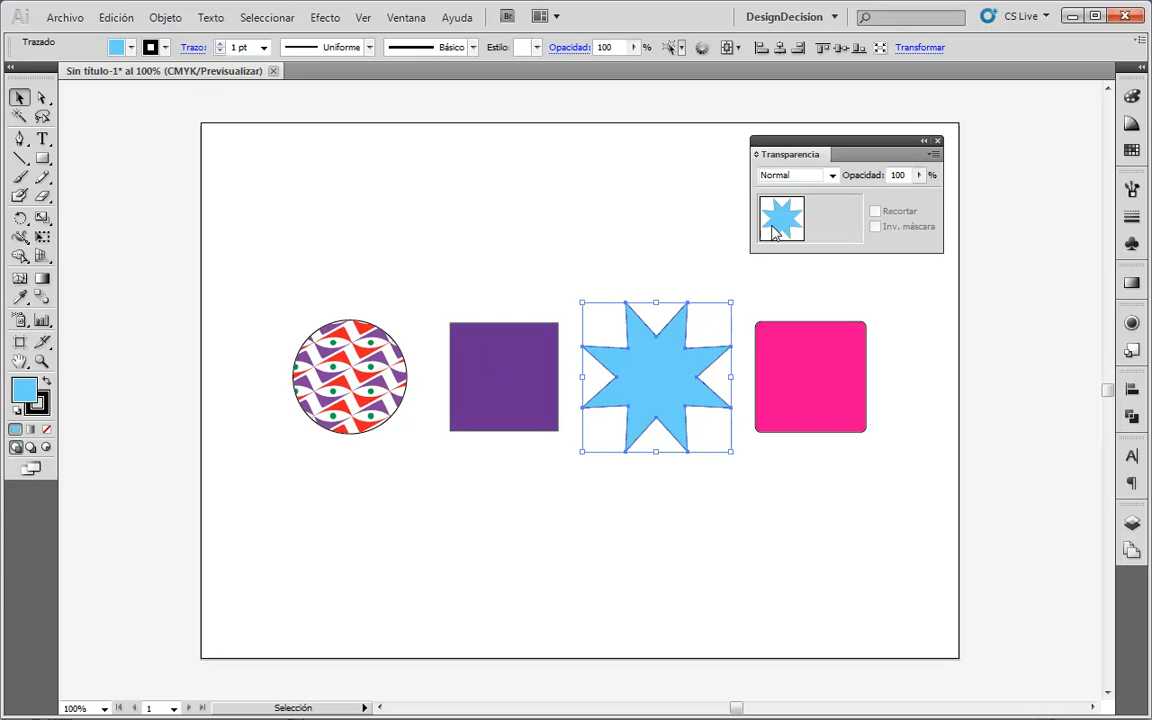 Ai Archivo Edición Objeto Texto Seleccionar Efecto Ver Ventana Ayuda Br DesignDecision CS Live
Trazado Trazo: 1 pt Uniforme Básico Estilo: Opacidad: 100 % Transformar
Sin título-1* al 100% (CMYK/Previsualizar)
Transparencia
Normal Opacidad: 100 %
Recortar
Inv. máscara
100% 1 Selección